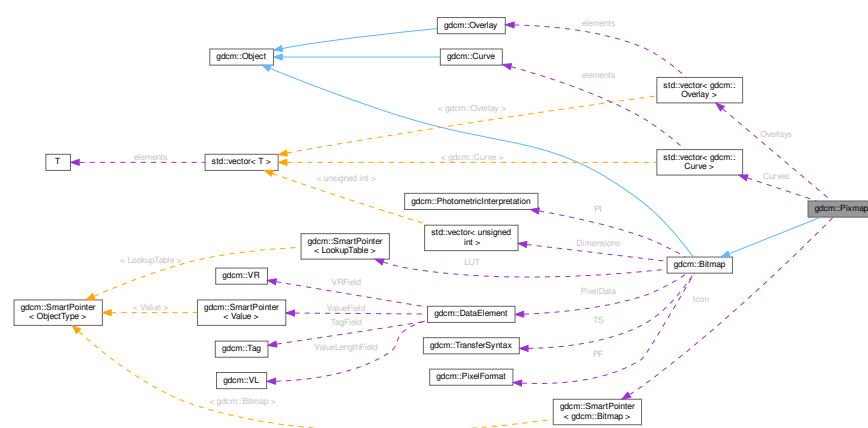 gdcm::Overlay
elements
gdcm::Object
gdcm::Curve
elements
std::vector< gdcm::
Overlay >
< gdcm::Overlay >
Overlays
T
elements
std::vector< T >
< gdcm::Curve >
std::vector< gdcm::
Curve >
Curves
< unsigned int >
gdcm::PhotometricInterpretation
PI
gdcm::Pixmap
std::vector< unsigned
int >
Dimensions
gdcm::SmartPointer
< LookupTable >
< LookupTable >
LUT
gdcm::Bitmap
gdcm::VR
VRField
PixelData
Icon
gdcm::SmartPointer
< ObjectType >
< Value >
gdcm::SmartPointer
< Value >
ValueField
gdcm::DataElement
TagField
TS
gdcm::Tag
ValueLengthField
gdcm::TransferSyntax
PF
gdcm::VL
gdcm::PixelFormat
< gdcm::Bitmap >
gdcm::SmartPointer
< gdcm::Bitmap >